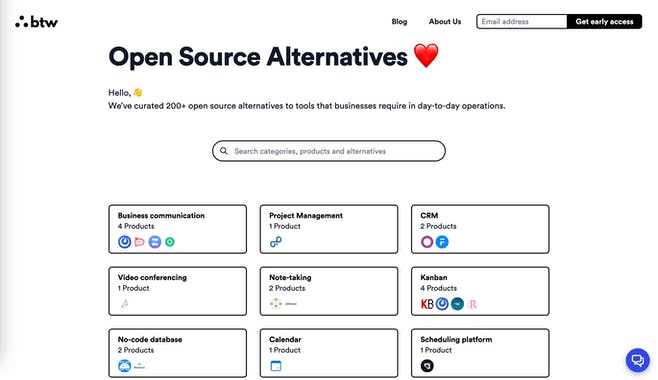 btw
Blog
About Us
Email address
Get early access
Open Source Alternatives ❤️
Hello, 👋
We've curated 200+ open source alternatives to tools that businesses require in day-to-day operations.
Search categories, products and alternatives
Business communication
4 Products
Project Management
1 Product
CRM
2 Products
Video conferencing
1 Product
Note-taking
2 Products
Kanban
4 Products
KB
No-code database
2 Products
Calendar
1 Product
Scheduling platform
1 Product